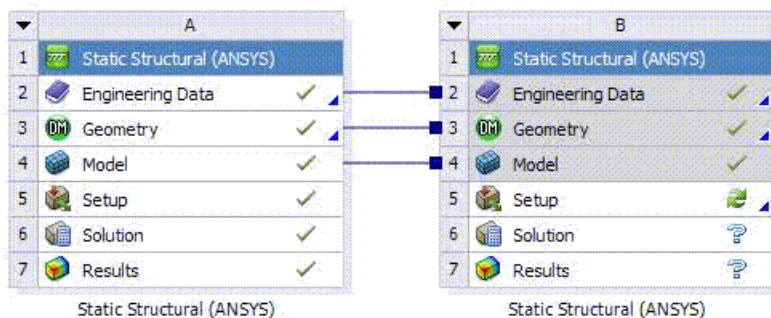 A
1 Static Structural (ANSYS)
2 Engineering Data
3 DM Geometry
4 Model
5 Setup
6 Solution
7 Results
Static Structural (ANSYS)
B
1 Static Structural (ANSYS)
2 Engineering Data
3 DM Geometry
4 Model
5 Setup
6 Solution ?
7 Results ?
Static Structural (ANSYS)